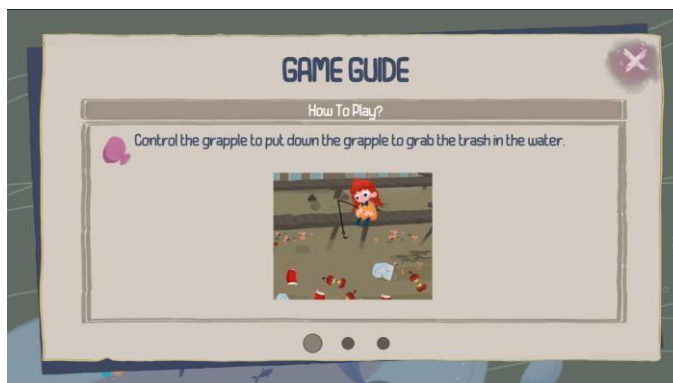 GAME GUIDE
How To Play?
Control the grapple to put down the grapple to grab the trash in the water.